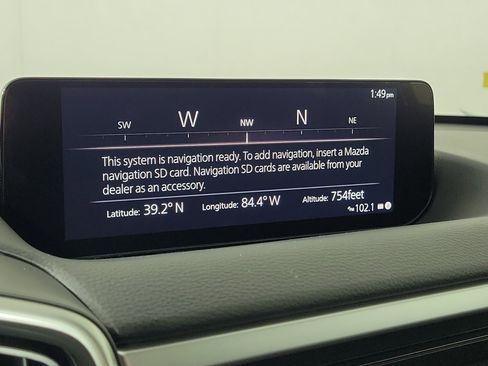 1:49pm
SW W NW N NE
This system is navigation ready. To add navigation, insert a Mazda
navigation SD card. Navigation SD cards are available from your
dealer as an accessory.
Latitude: 39.2° N Longitude: 84.4° W Altitude: 754feet
102.1